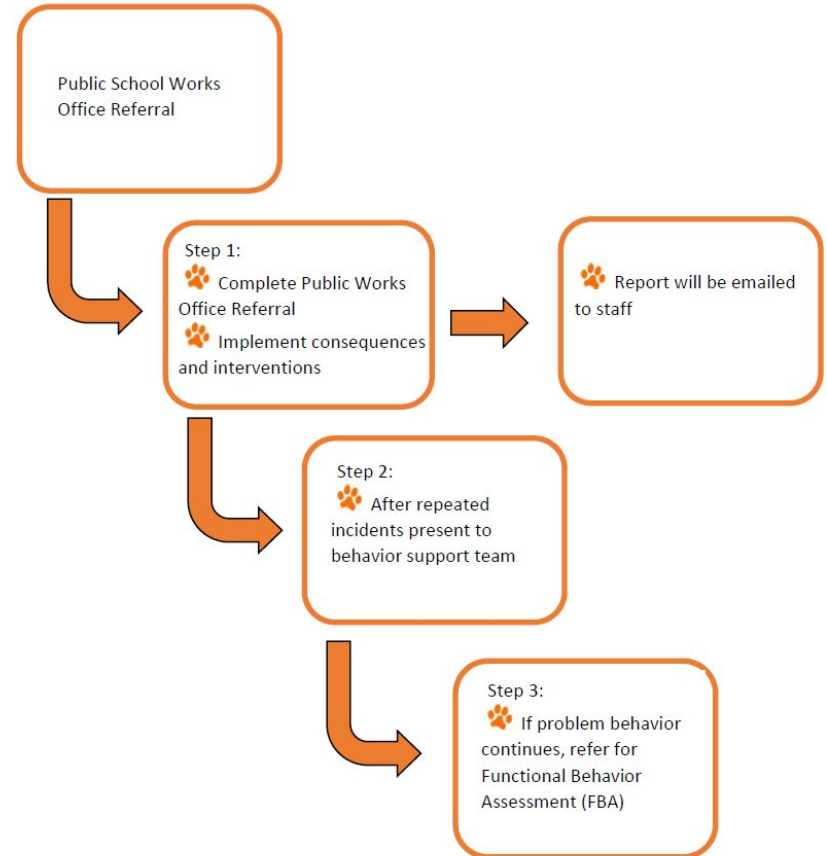 Public School Works
Office Referral
Step 1:
Complete Public Works
Office Referral
Implement consequences
and interventions
Report will be emailed
to staff
Step 2:
After repeated
incidents present to
behavior support team
Step 3:
If problem behavior
continues, refer for
Functional Behavior
Assessment (FBA)